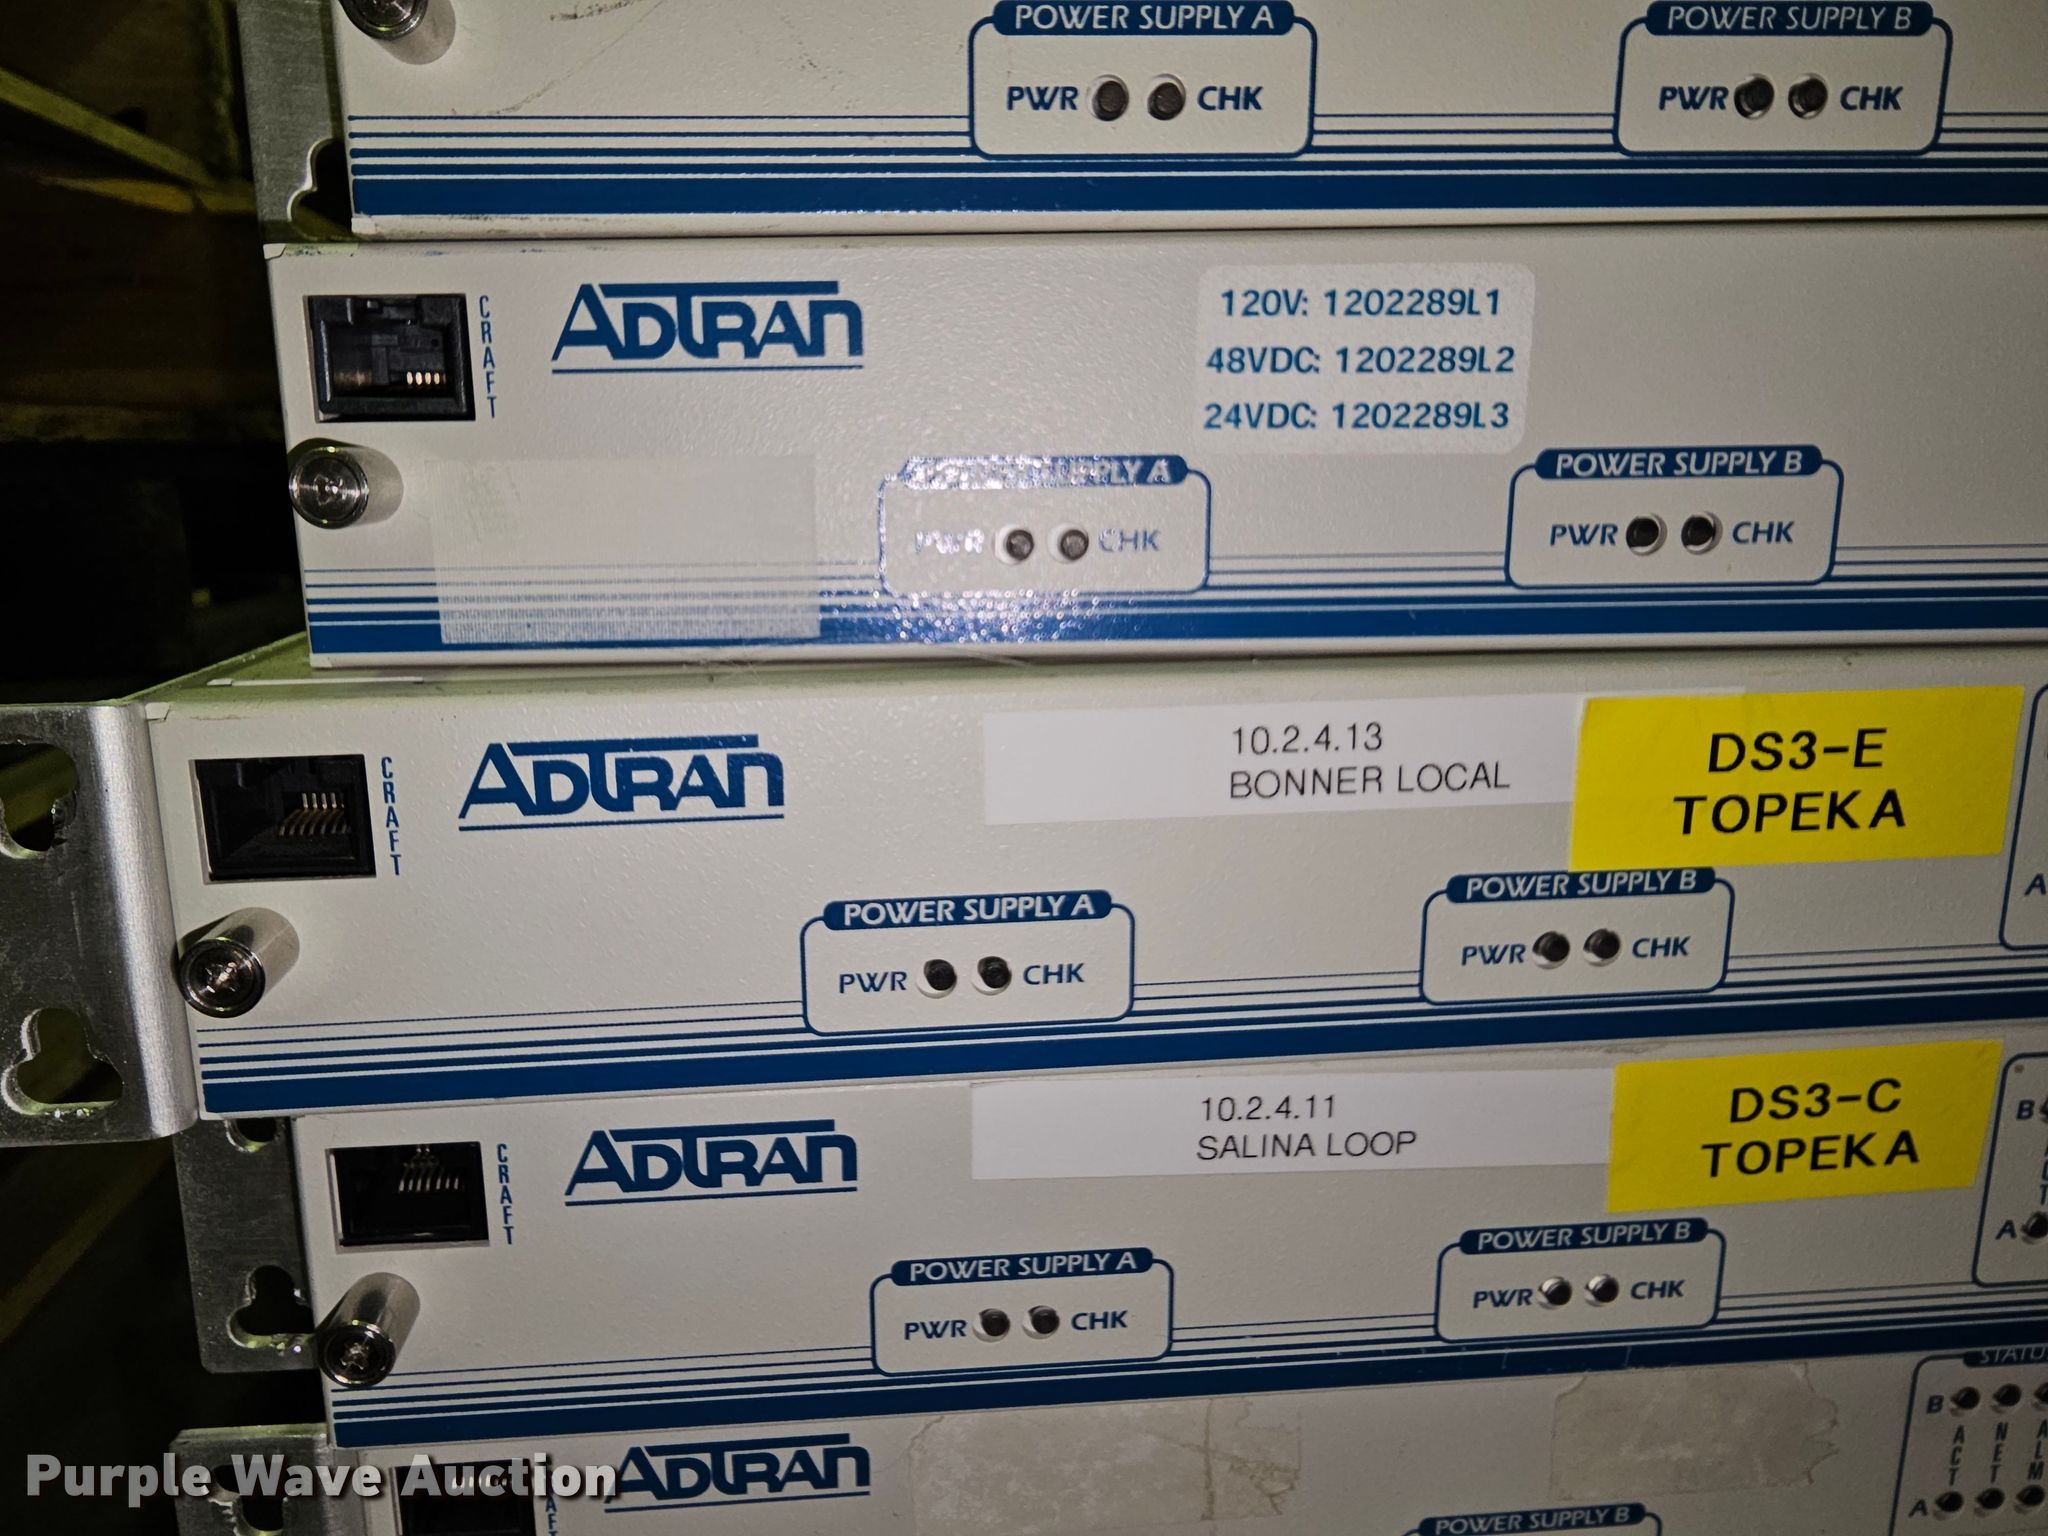 POWER SUPPLY A
PWR CHK
POWER SUPPLY B
PWR CHK
CRAFT
ADTRAN
120V: 1202289L1
48VDC: 1202289L2
24VDC: 1202289L3
POWER SUPPLY A
PWR CHK
POWER SUPPLY B
PWR CHK
CRAFT
ADTRAN
10.2.4.13
BONNER LOCAL
DS3-E
TOPEKA
POWER SUPPLY A
PWR CHK
POWER SUPPLY B
PWR CHK
A
CRAFT
ADTRAN
10.2.4.11
SALINA LOOP
DS3-C
TOPEKA
B
A
POWER SUPPLY A
PWR CHK
POWER SUPPLY B
PWR CHK
ADTRAN
B
ACT
NET
ALM
A
POWER SUPPLY B
Purple Wave Auction